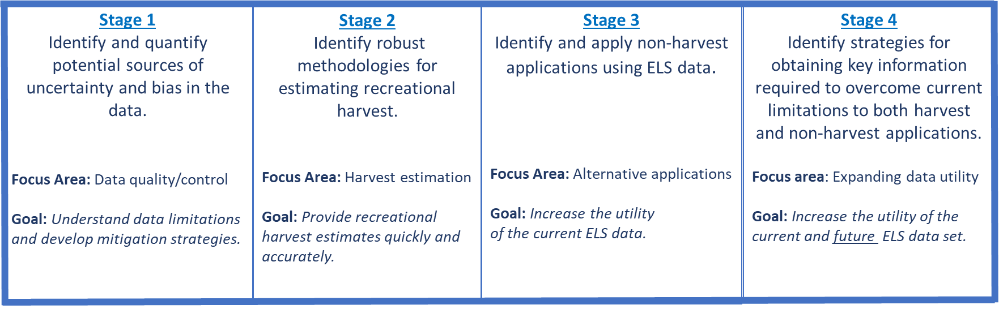 Stage 1
Identify and quantify
potential sources of
uncertainty and bias in the
data.
Focus Area: Data quality/control
Goal: Understand data limitations
and develop mitigation strategies.
Stage 2
Identify robust
methodologies for
estimating recreational
harvest.
Focus Area: Harvest estimation
Goal: Provide recreational
harvest estimates quickly and
accurately.
Stage 3
Identify and apply non-harvest
applications using ELS data.
Focus Area: Alternative applications
Goal: Increase the utility
of the current ELS data.
Stage 4
Identify strategies for
obtaining key information
required to overcome current
limitations to both harvest
and non-harvest applications.
Focus area: Expanding data utility
Goal: Increase the utility of the
current and future ELS data set.